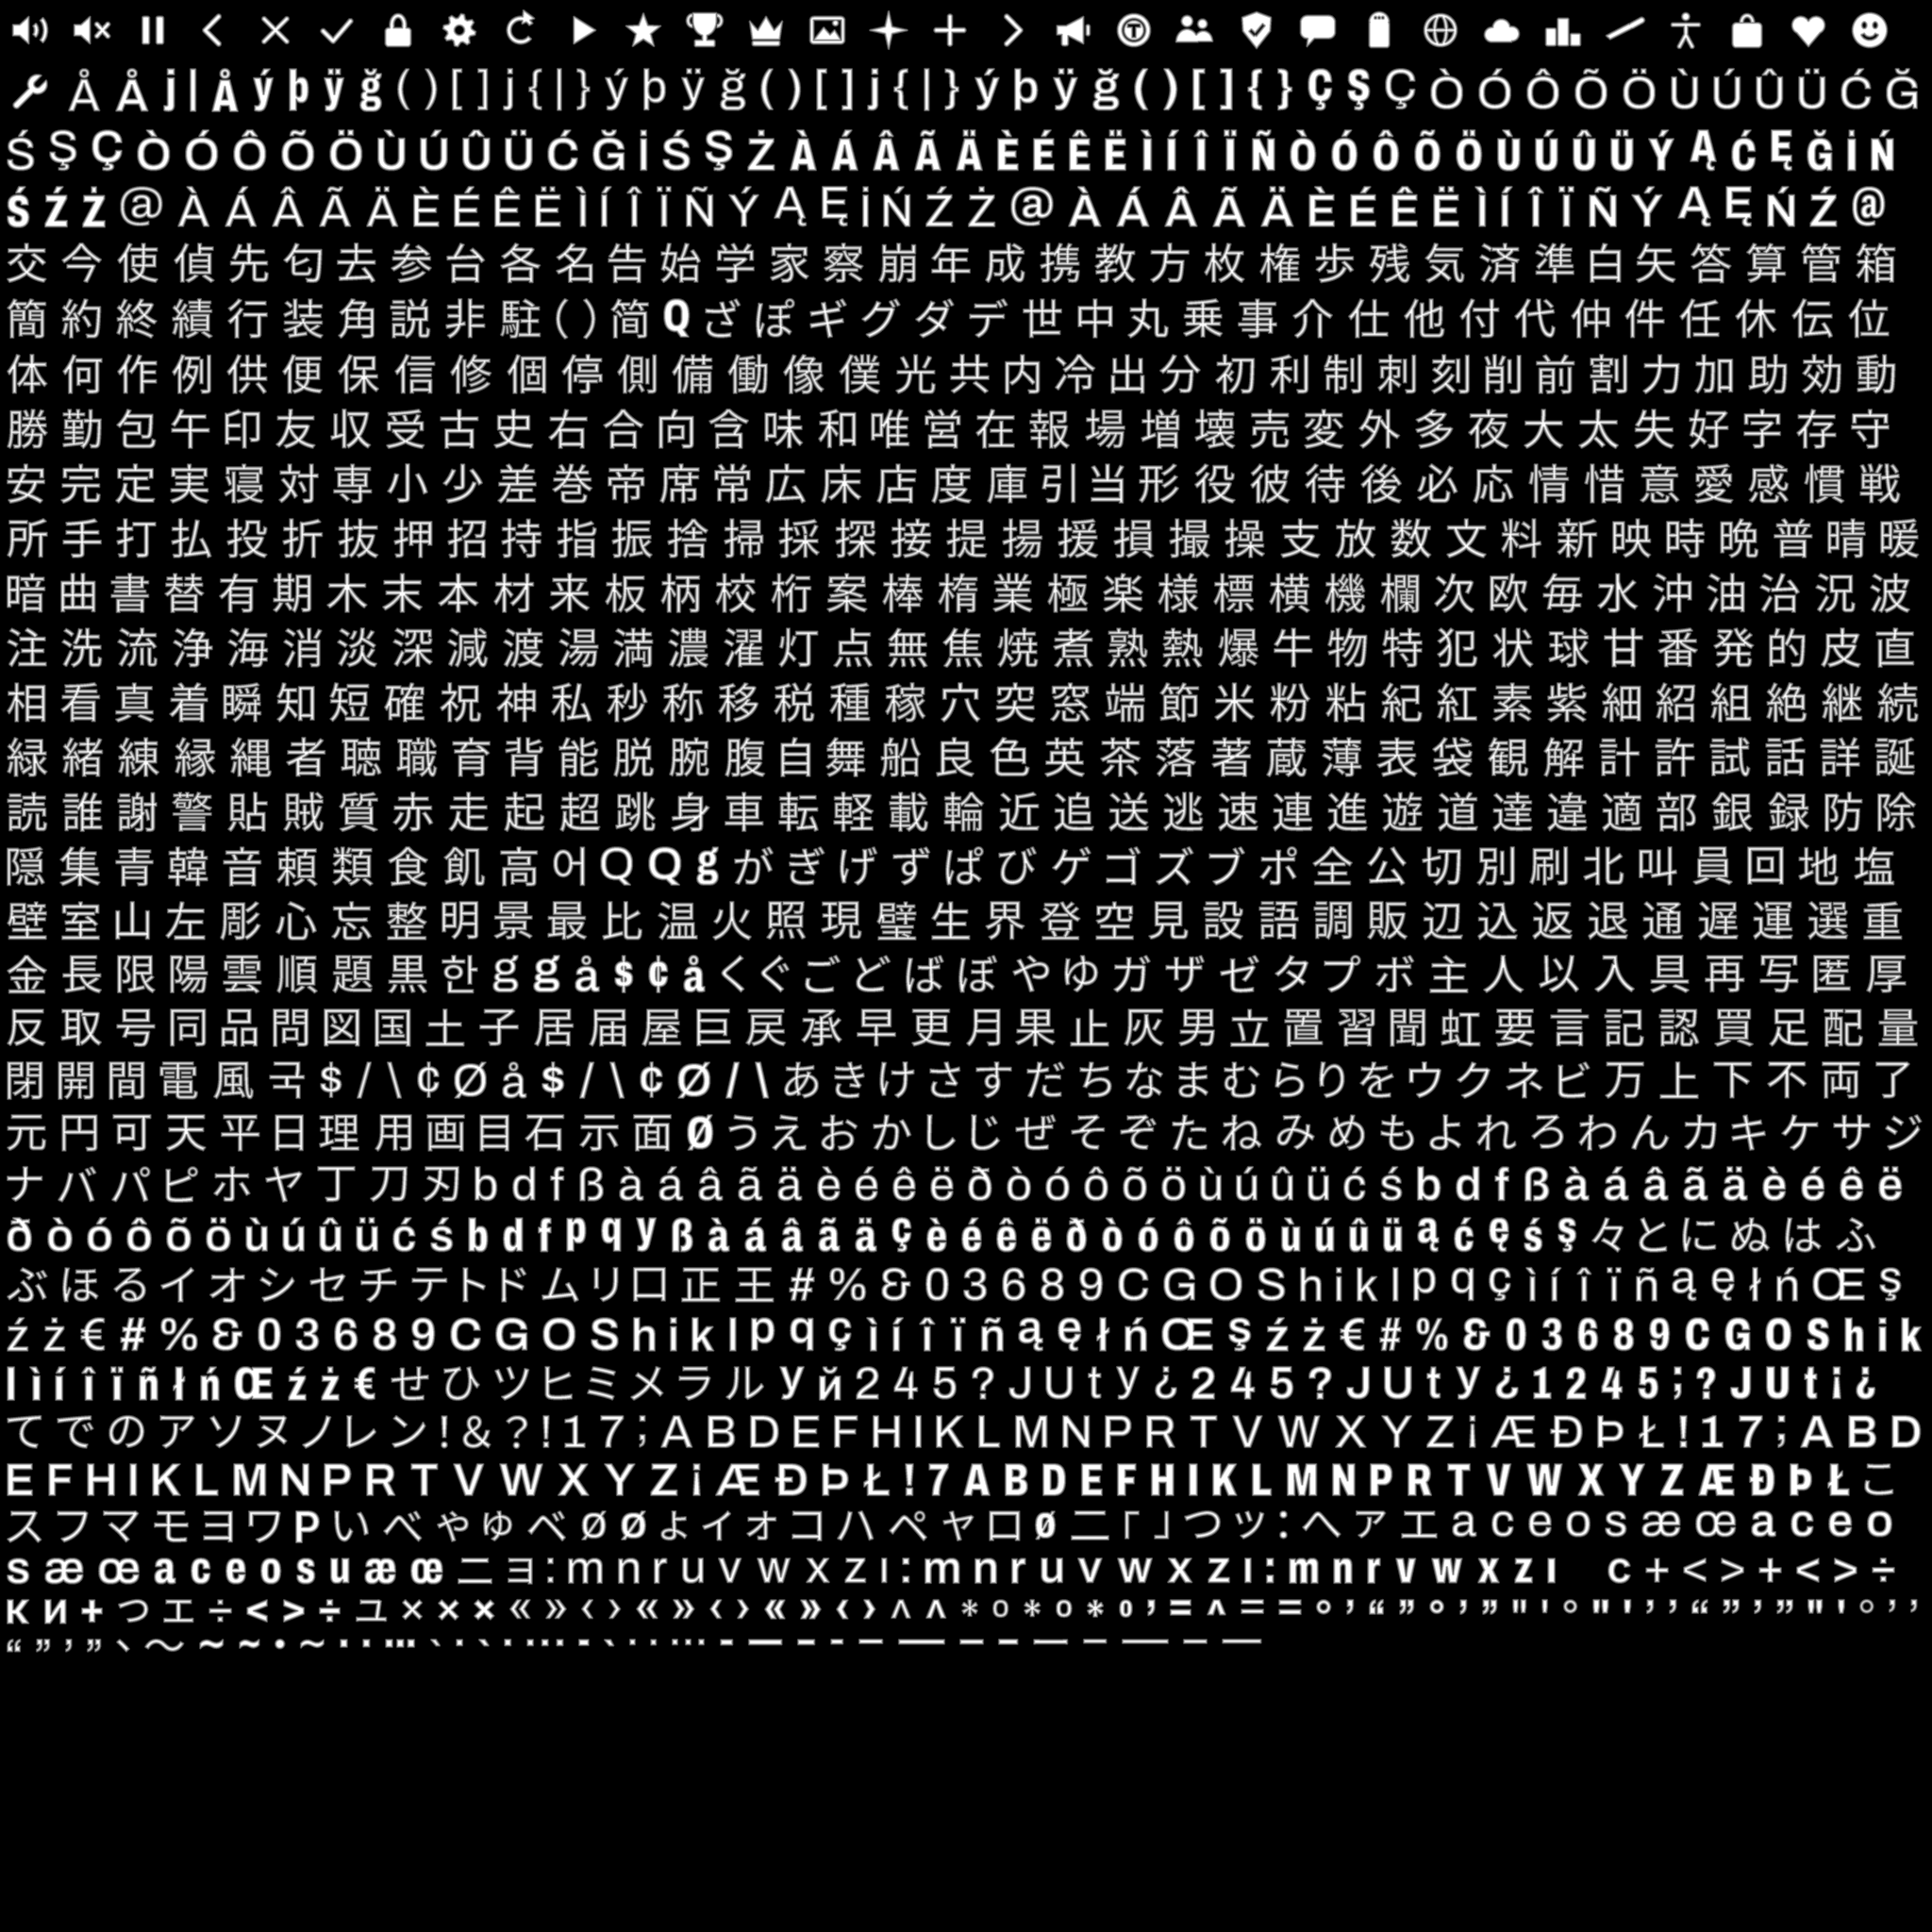 Å Å j | Å ý þ ÿ ğ ( ) [ ] j { | } ý þ ÿ ğ ( ) [ ] j { | } ý þ ÿ ğ ( ) [ ] { } Ç Ş Ç Ò Ó Ô Õ Ö Ù Ú Û Ü Ć Ğ
Ś Ş Ç Ò Ó Ô Õ Ö Ù Ú Û Ü Ć Ğ İ Ś Ş Ż À Á Â Ã Ä È É Ê Ë Ì Í Î Ï Ñ Ò Ó Ô Õ Ö Ù Ú Û Ü Ý Ą Ć Ę Ğ İ Ń
Ś Ź Ż @ À Á Â Ã Ä È É Ê Ë Ì Í Î Ï Ñ Ý Ą Ę İ Ń Ź Ż @ À Á Â Ã Ä È É Ê Ë Ì Í Î Ï Ñ Ý Ą Ę Ń Ź @
交 今 使 偵 先 匂 去 参 台 各 名 告 始 学 家 察 崩 年 成 携 教 方 枚 権 歩 残 気 済 準 白 矢 答 算 管 箱
簡 約 終 績 行 装 角 説 非 駐 ( ) 简 Q ざ ぽ ギ グ ダ デ 世 中 丸 乗 事 介 仕 他 付 代 仲 件 任 休 伝 位
体 何 作 例 供 便 保 信 修 個 停 側 備 働 像 僕 光 共 内 冷 出 分 初 利 制 刺 刻 削 前 割 力 加 助 効 動
勝 勤 包 午 印 友 収 受 古 史 右 合 向 含 味 和 唯 営 在 報 場 増 壊 売 変 外 多 夜 大 太 失 好 字 存 守
安 完 定 実 寝 対 専 小 少 差 巻 帝 席 常 広 床 店 度 庫 引 当 形 役 彼 待 後 必 応 情 惜 意 愛 感 慣 戦
所 手 打 払 投 折 抜 押 招 持 指 振 捨 掃 採 探 接 提 揚 援 損 撮 操 支 放 数 文 料 新 映 時 晩 普 晴 暖
暗 曲 書 替 有 期 木 末 本 材 来 板 柄 校 桁 案 棒 楕 業 極 楽 様 標 横 機 欄 次 欧 毎 水 沖 油 治 況 波
注 洗 流 浄 海 消 淡 深 減 渡 湯 満 濃 濯 灯 点 無 焦 焼 煮 熟 熱 爆 牛 物 特 犯 状 球 甘 番 発 的 皮 直
相 看 真 着 瞬 知 短 確 祝 神 私 秒 称 移 税 種 稼 穴 突 窓 端 節 米 粉 粘 紀 紅 素 紫 細 紹 組 絶 継 続
緑 緒 練 縁 縄 者 聴 職 育 背 能 脱 腕 腹 自 舞 船 良 色 英 茶 落 著 蔵 薄 表 袋 観 解 計 許 試 話 詳 誕
読 誰 謝 警 貼 賊 質 赤 走 起 超 跳 身 車 転 軽 載 輪 近 追 送 逃 速 連 進 遊 道 達 違 適 部 銀 録 防 除
隠 集 青 韓 音 頼 類 食 飢 高 어 Q Q ğ が ぎ げ ず ぱ び ゲ ゴ ズ ブ ポ 全 公 切 別 刷 北 叫 員 回 地 塩
壁 室 山 左 彫 心 忘 整 明 景 最 比 温 火 照 現 璧 生 界 登 空 見 設 語 調 販 辺 込 返 退 通 遅 運 選 重
金 長 限 陽 雲 順 題 黒 한 ğ ğ å $ ¢ å く ぐ ご ど ば ぼ や ゆ ガ ザ ゼ タ プ ボ 主 人 以 入 具 再 写 匿 厚
反 取 号 同 品 問 図 国 土 子 居 届 屋 巨 戻 承 早 更 月 果 止 灰 男 立 置 習 聞 虹 要 言 記 認 買 足 配 量
閉 開 間 電 風 국 $ / \ ¢ Ø å $ / \ ¢ Ø / \ あ き け さ す だ ち な ま む ら り を ウ ク ネ ビ 万 上 下 不 両 了
元 円 可 天 平 日 理 用 画 目 石 示 面 Ø う え お か し じ ぜ そ ぞ た ね み め も よ れ ろ わ ん カ キ ケ サ ジ
ナ バ パ ピ ホ ヤ 丁 刀 刃 b d f ß à á â ã ä è é ê ë ð ò ó ô õ ö ù ú û ü ć ś b d f ß à á â ã ä è é ê ë
ð ò ó ô õ ö ù ú û ü ć ś b d f p q y ß à á â ã ä ç è é ê ë ð ò ó ô õ ö ù ú û ü ą ć ę ś ş 々 と に ぬ は ふ
ぶ ほ る イ オ シ セ チ テ ト ド ム リ 口 正 王 # % & 0 3 6 8 9 C G O S h i k l p q ç ì í î ï ñ ą ę ł ń Œ ş
ź ż € # % & 0 3 6 8 9 C G O S h i k l p q ç ì í î ï ñ ą ę ł ń Œ ş ź ż € # % & 0 3 6 8 9 C G O S h i k
l ì í î ï ñ ł ń Œ ź ż € せ ひ ツ ヒ ミ メ ラ ル у й 2 4 5 ? J U t y ¿ 2 4 5 ? J U t y ¿ 1 2 4 5 ; ? J U t ¡ ¿
て で の ア ソ ヌ ノ レ ン ! & ? ! 1 7 ; A B D E F H I K L M N P R T V W X Y Z ¡ Æ Ð Þ Ł ! 1 7 ; A B D
E F H I K L M N P R T V W X Y Z ¡ Æ Ð Þ Ł ! 7 A B D E F H I K L M N P R T V W X Y Z Æ Ð Þ Ł こ
ス フ マ モ ヨ ワ Р い べ ゃ ゅ ベ ø ø ょ イ ォ コ ハ ペ ャ ロ ø 二 「 」 つ ッ : ヘ ァ エ a c e o s æ œ a c e o
s æ œ a c e o s u æ œ ニ ョ : m n r u v w x z ı : m n r u v w x z ı : m n r v w x z ı с + < > + < > ÷
к и + っ ェ ÷ < > ÷ ュ × × × « » ‹ › « » ‹ › « » ‹ › ^ ^ * º * º * º ’ = ^ = = ° ’ “ ” ° ’ ” " ' ° " ' ’ ’ “ ” ’ ” " ' ° ’ ’